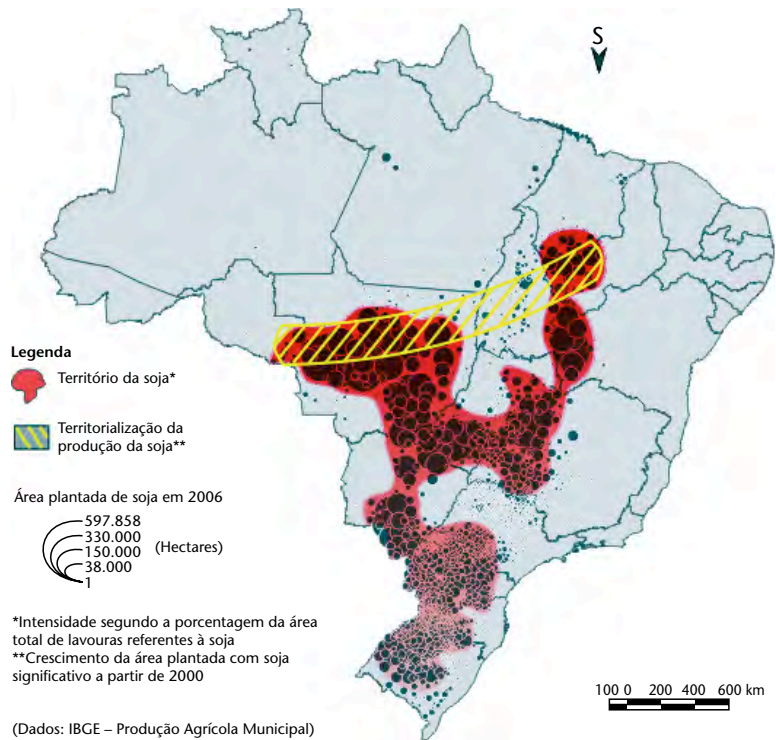 S
Legenda
Território da soja*
Territorialização da
produção da soja**
Área plantada de soja em 2006
597.858
330.000
150.000
38.000
1
(Hectares)
*Intensidade segundo a porcentagem da área
total de lavouras referentes à soja
**Crescimento da área plantada com soja
significativo a partir de 2000
(Dados: IBGE – Produção Agrícola Municipal)
100 0 200 400 600 km